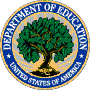 DEPARTMENT OF EDUCATION
UNITED STATES OF AMERICA